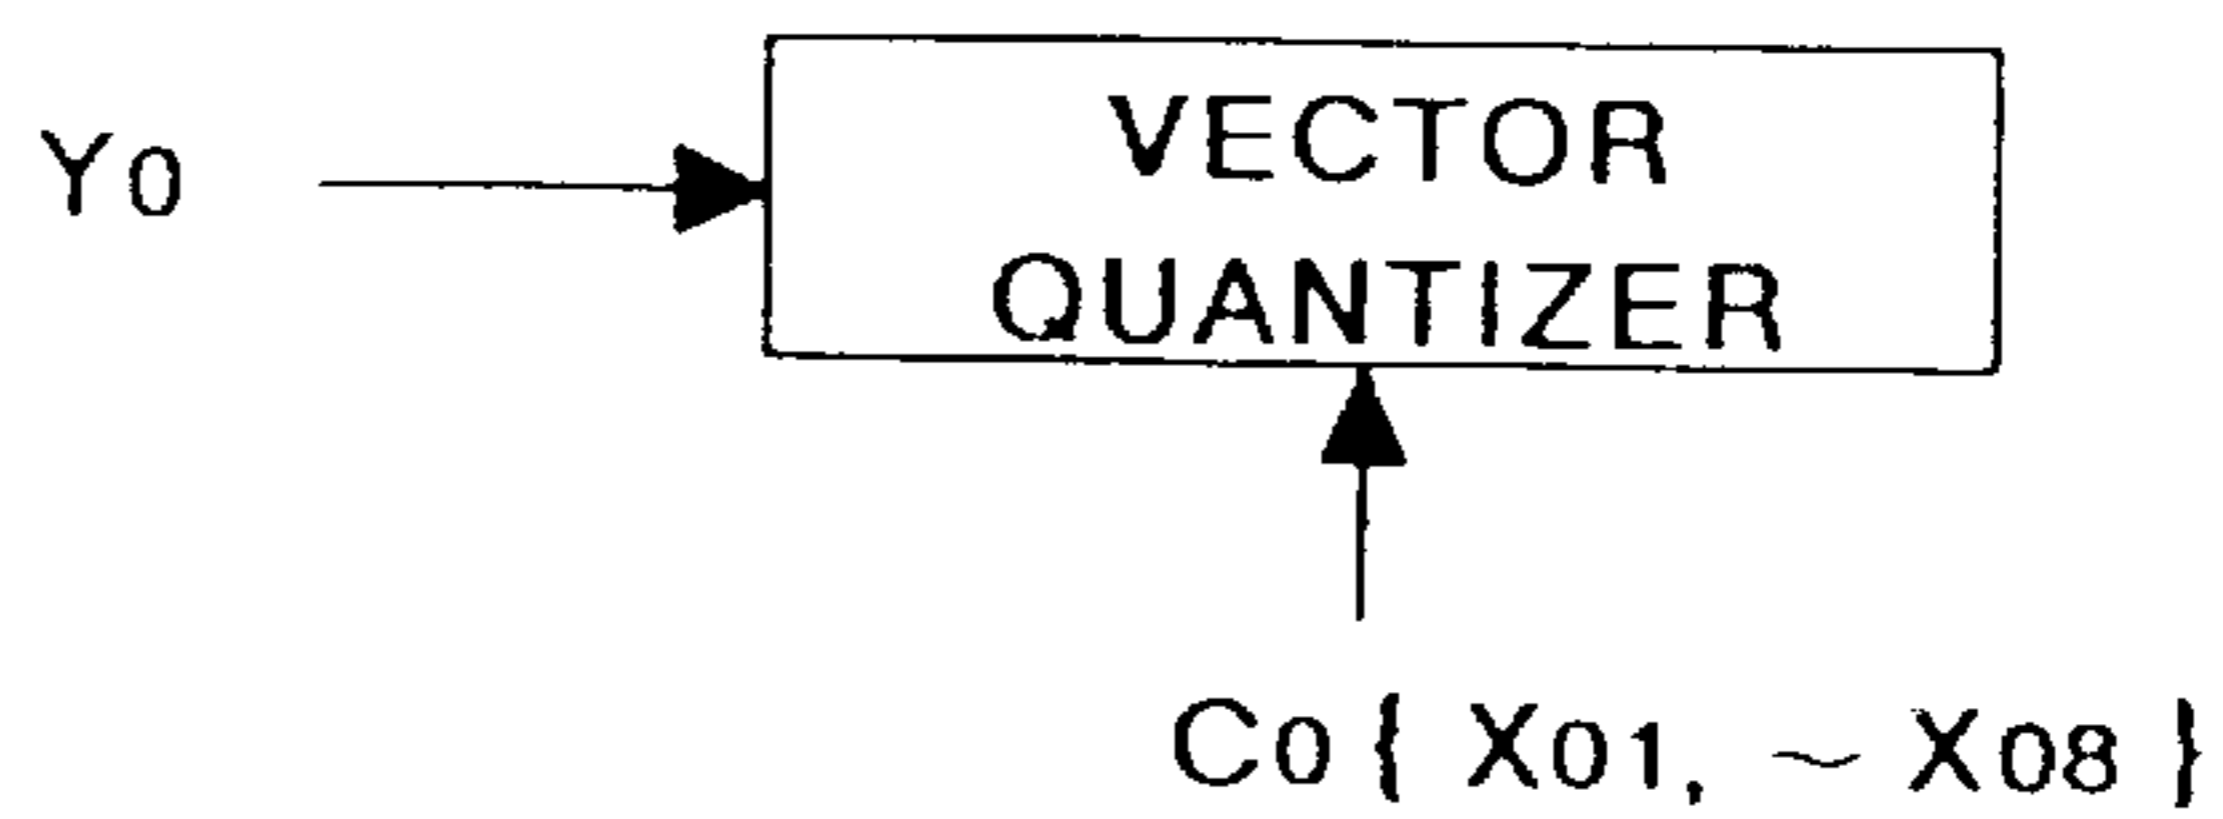 Y0
VECTOR
QUANTIZER
C0 { X01, ~ X08 }